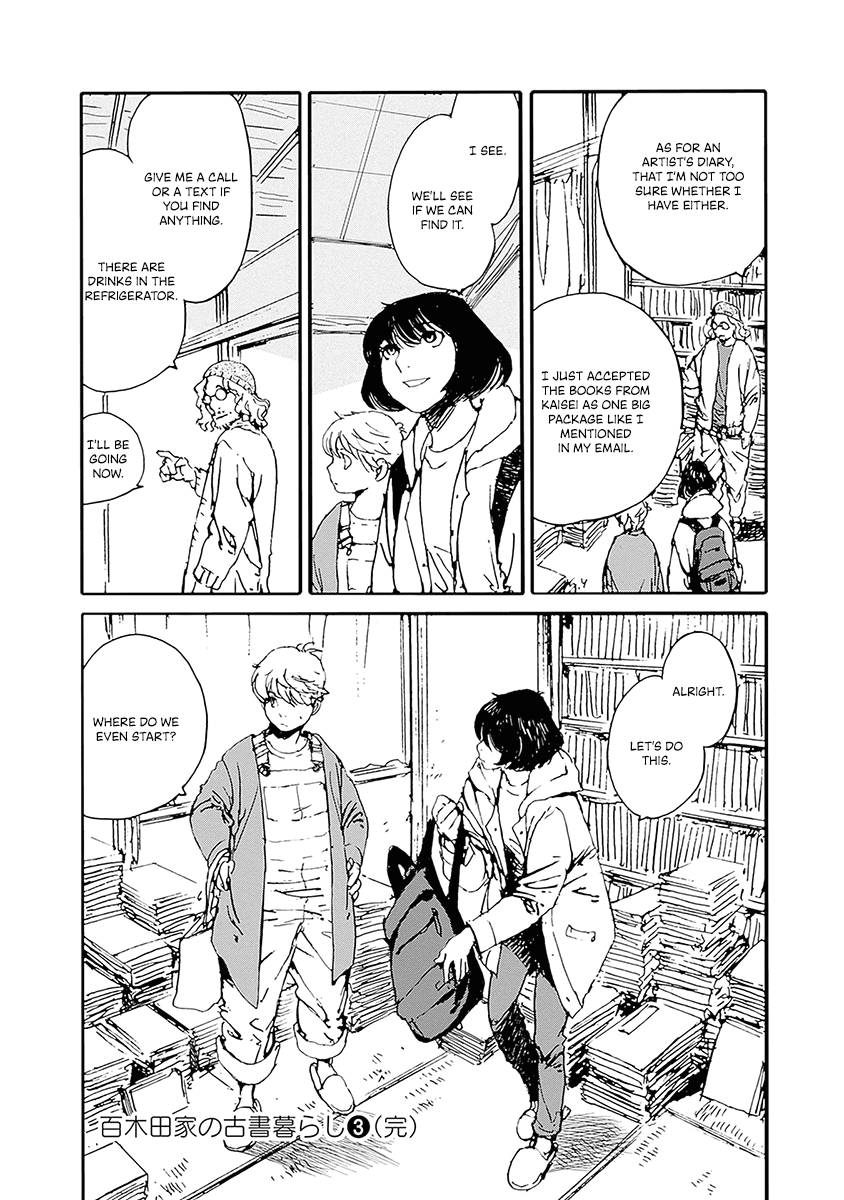 AS FOR AN
ARTIST'S DIARY,
THAT I'M NOT TOO
SURE WHETHER I
HAVE EITHER.
I JUST ACCEPTED
THE BOOKS FROM
KAISEI AS ONE BIG
PACKAGE LIKE I
MENTIONED
IN MY EMAIL.
I SEE.
WE'LL SEE
IF WE CAN
FIND IT.
GIVE ME A CALL
OR A TEXT IF
YOU FIND
ANYTHING.
THERE ARE
DRINKS IN THE
REFRIGERATOR.
I'LL BE
GOING
NOW.
ALRIGHT.
LET'S DO
THIS.
WHERE DO WE
EVEN START?
百木田家の古書暮らし❸(完)